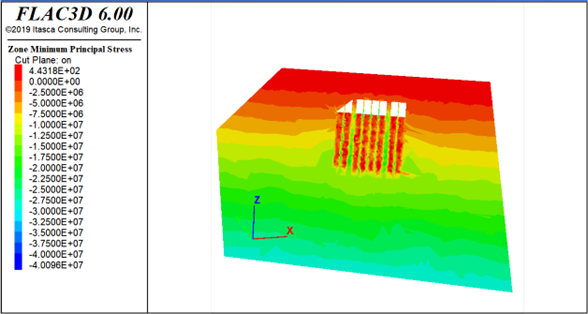 FLAC3D 6.00
©2019 Itasca Consulting Group, Inc.
Zone Minimum Principal Stress
Cut Plane: on
4.4318E+02
0.0000E+00
-2.5000E+06
-5.0000E+06
-7.5000E+06
-1.0000E+07
-1.2500E+07
-1.5000E+07
-1.7500E+07
-2.0000E+07
-2.2500E+07
-2.5000E+07
-2.7500E+07
-3.0000E+07
-3.2500E+07
-3.5000E+07
-3.7500E+07
-4.0000E+07
-4.0096E+07
Z
X